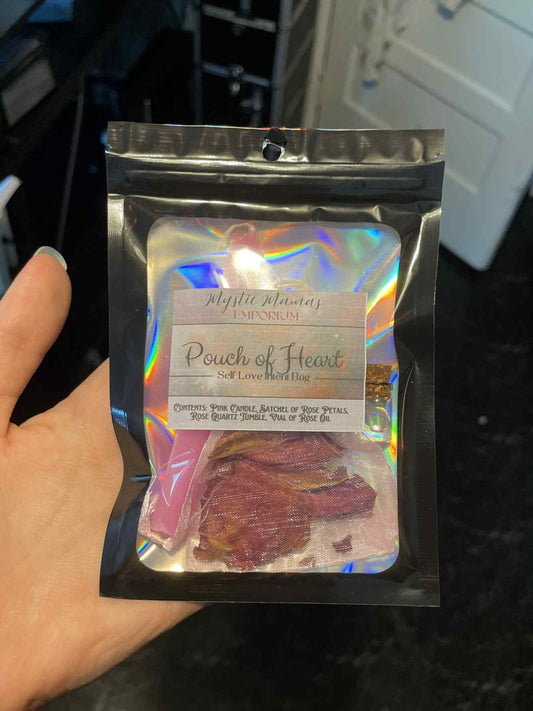 Mystic Mamas
EMPORIUM
Pouch of Heart
Self Love Intent Bag
Contents: Pink Candle, Satchel of Rose Petals,
Rose Quartz Tumble, Vial of Rose Oil